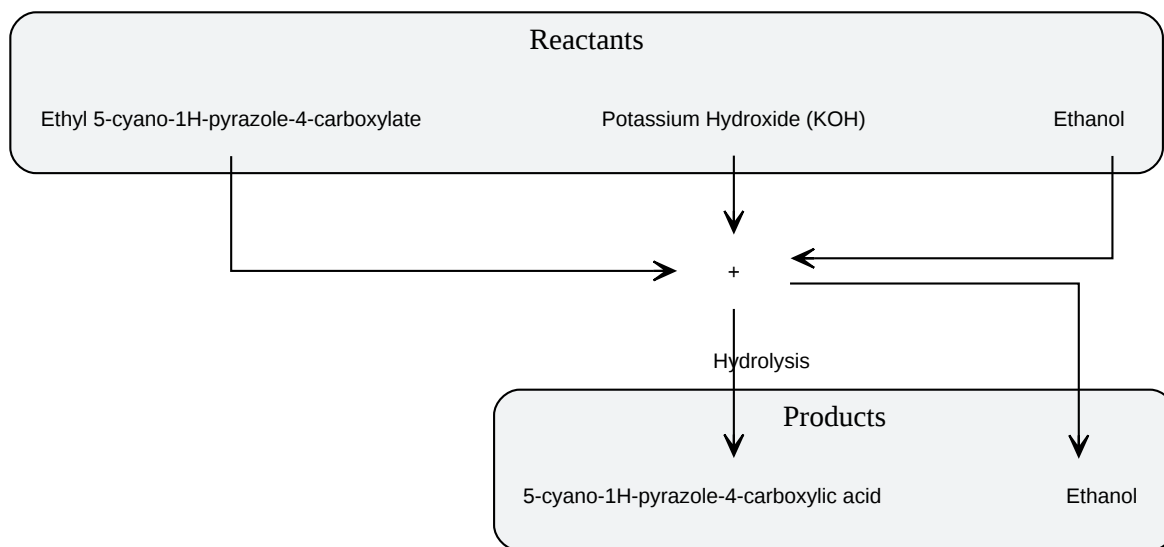 Reactants
Ethyl 5-cyano-1H-pyrazole-4-carboxylate
Potassium Hydroxide (KOH)
Ethanol
+
Hydrolysis
Products
5-cyano-1H-pyrazole-4-carboxylic acid
Ethanol